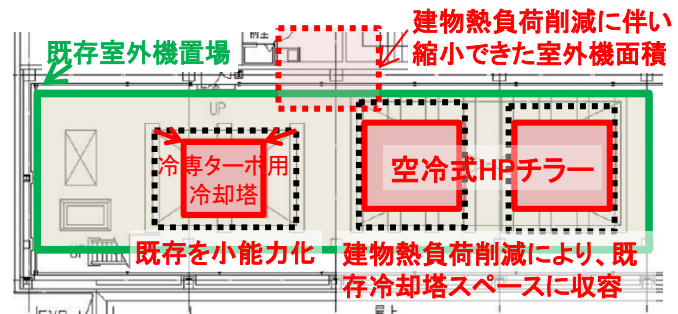 前室
建物熱負荷削減に伴い
縮小できた室外機面積
既存室外機置場
UP
冷専ターボ用
冷却塔
空冷式HPチラー
UP
既存を小能力化
建物熱負荷削減により、既
存冷却塔スペースに収容